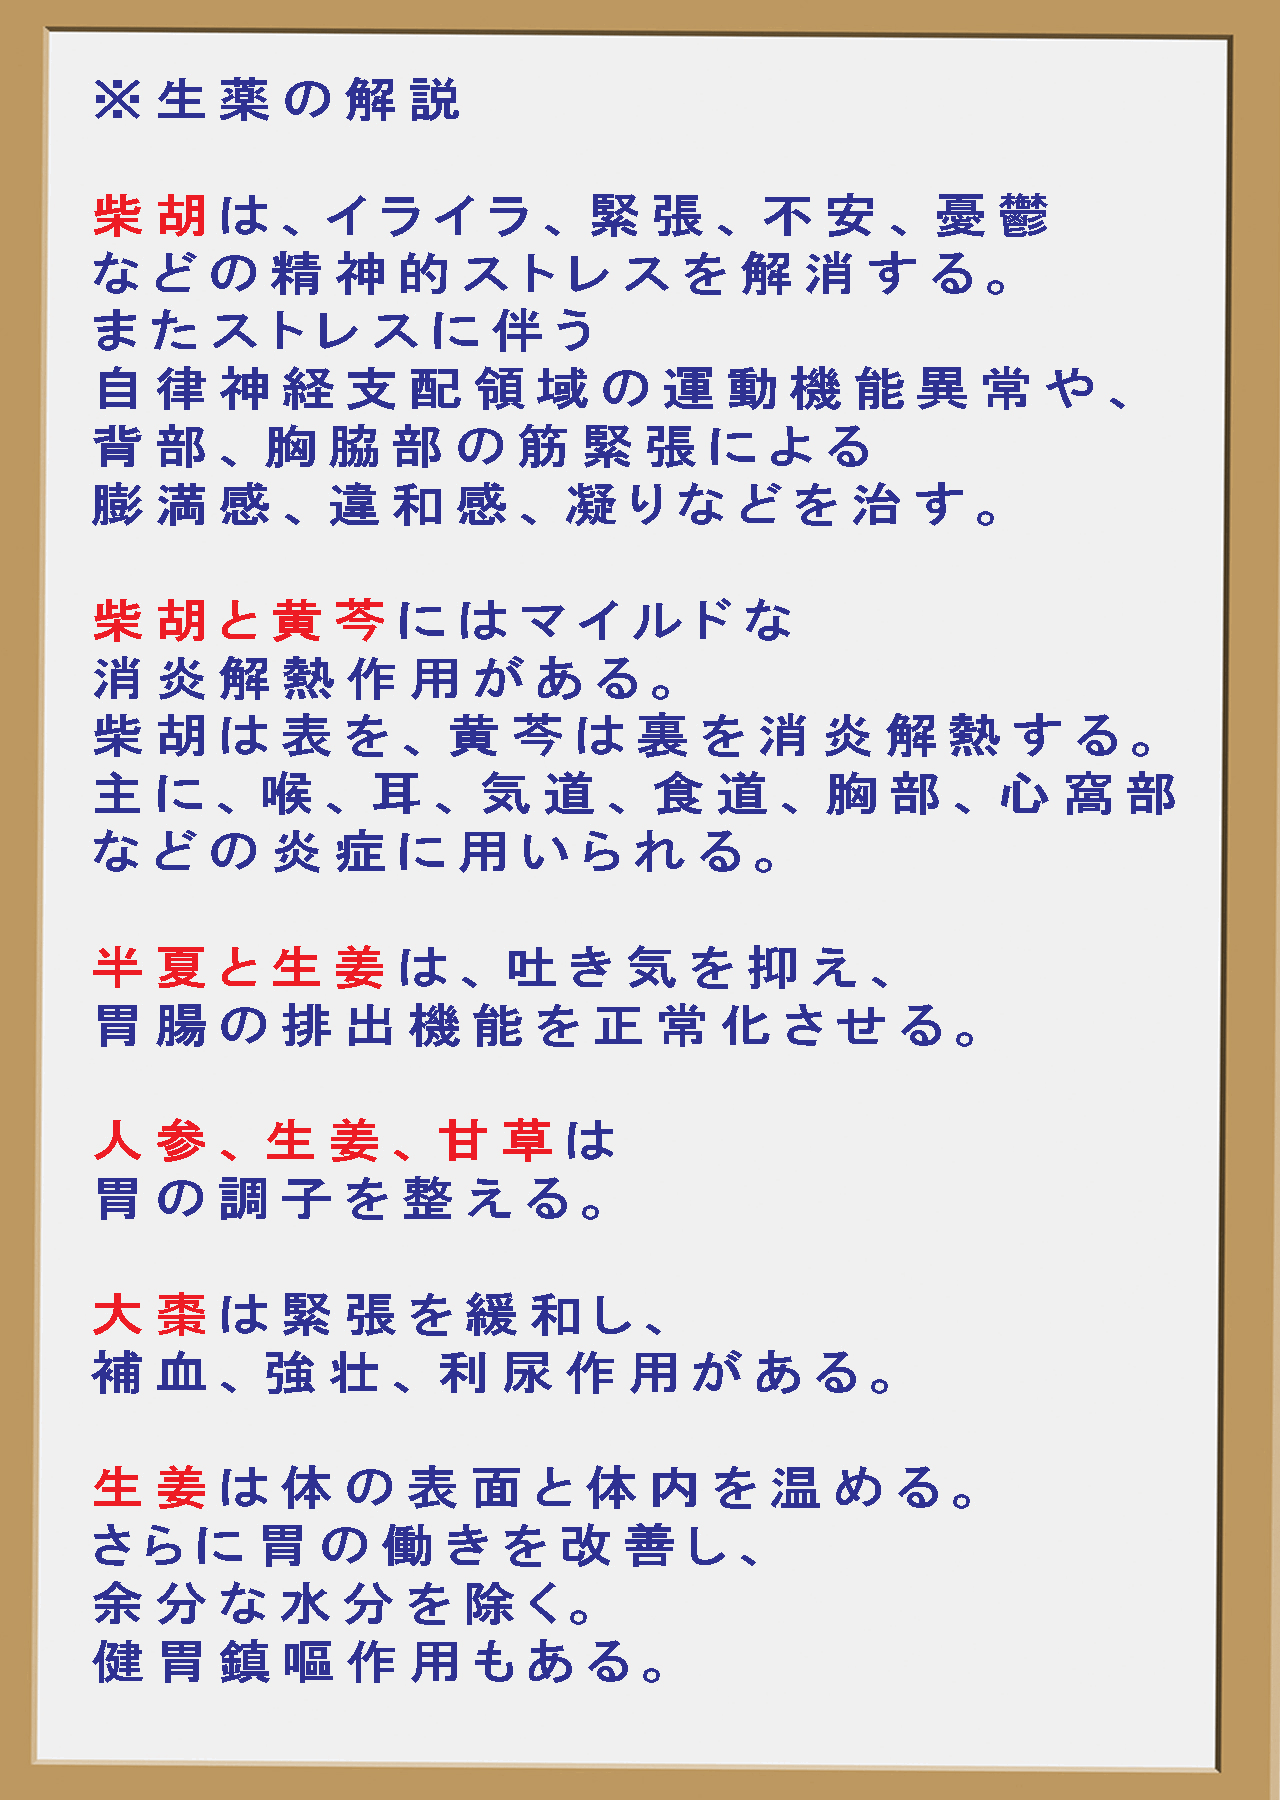 ※生薬の解説
柴胡は、イライラ、緊張、不安、憂鬱
などの精神的ストレスを解消する。
またストレスに伴う
自律神経支配領域の運動機能異常や、
背部、胸脇部の筋緊張による
膨満感、違和感、凝りなどを治す。
柴胡と黄芩にはマイルドな
消炎解熱作用がある。
柴胡は表を、黄芩は裏を消炎解熱する。
主に、喉、耳、気道、食道、胸部、心窩部
などの炎症に用いられる。
半夏と生姜は、吐き気を抑え、
胃腸の排出機能を正常化させる。
人参、生姜、甘草は
胃の調子を整える。
大棗は緊張を緩和し、
補血、強壮、利尿作用がある。
生姜は体の表面と体内を温める。
さらに胃の働きを改善し、
余分な水分を除く。
健胃鎮嘔作用もある。